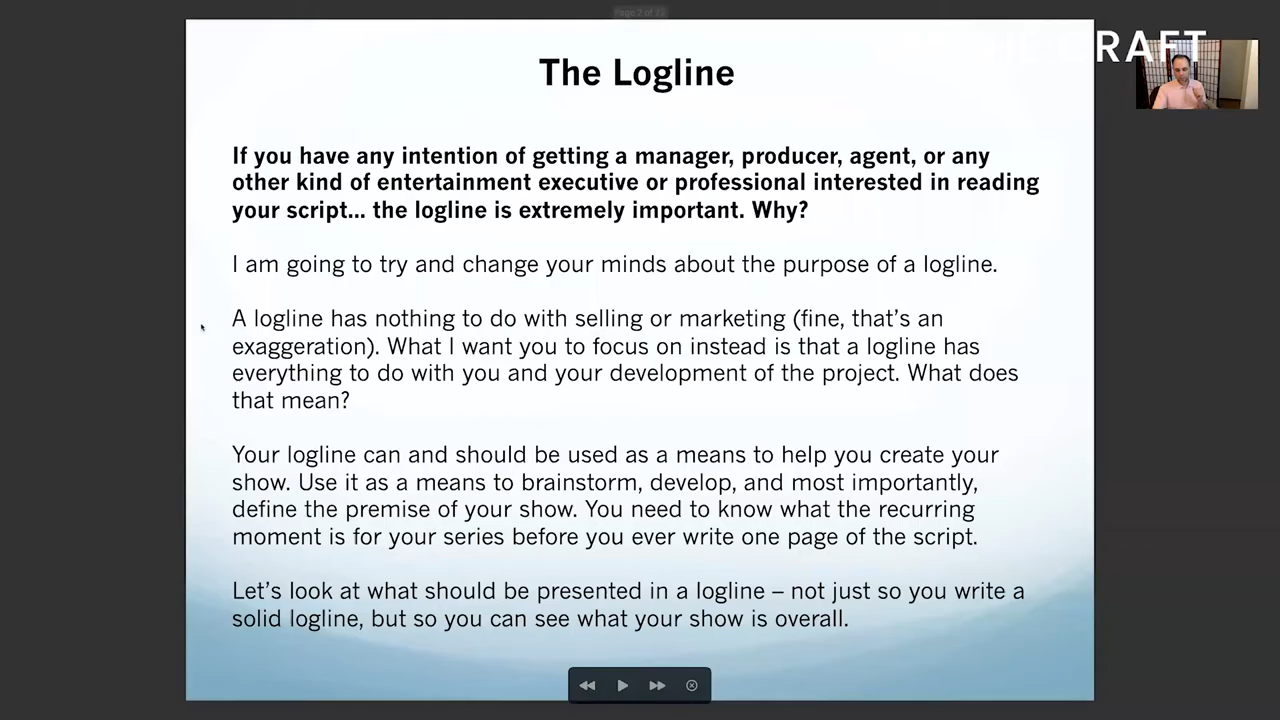 Page 2 of 72
THE CRAFT
The Logline
If you have any intention of getting a manager, producer, agent, or any
other kind of entertainment executive or professional interested in reading
your script... the logline is extremely important. Why?
I am going to try and change your minds about the purpose of a logline.
A logline has nothing to do with selling or marketing (fine, that’s an
exaggeration). What I want you to focus on instead is that a logline has
everything to do with you and your development of the project. What does
that mean?
Your logline can and should be used as a means to help you create your
show. Use it as a means to brainstorm, develop, and most importantly,
define the premise of your show. You need to know what the recurring
moment is for your series before you ever write one page of the script.
Let’s look at what should be presented in a logline – not just so you write a
solid logline, but so you can see what your show is overall.